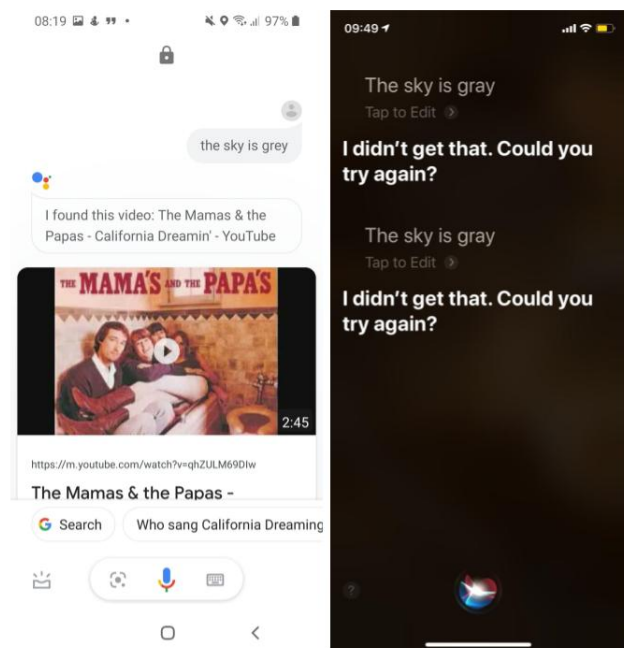 08:19 97%
the sky is grey
I found this video: The Mamas & the
Papas - California Dreamin' - YouTube
THE MAMA'S AND THE PAPA'S
2:45
https://m.youtube.com/watch?v=qhZULM69DIw
The Mamas & the Papas -
Search
Who sang California Dreaming
09:49
The sky is gray
Tap to Edit
I didn't get that. Could you
try again?
The sky is gray
Tap to Edit
I didn't get that. Could you
try again?
?